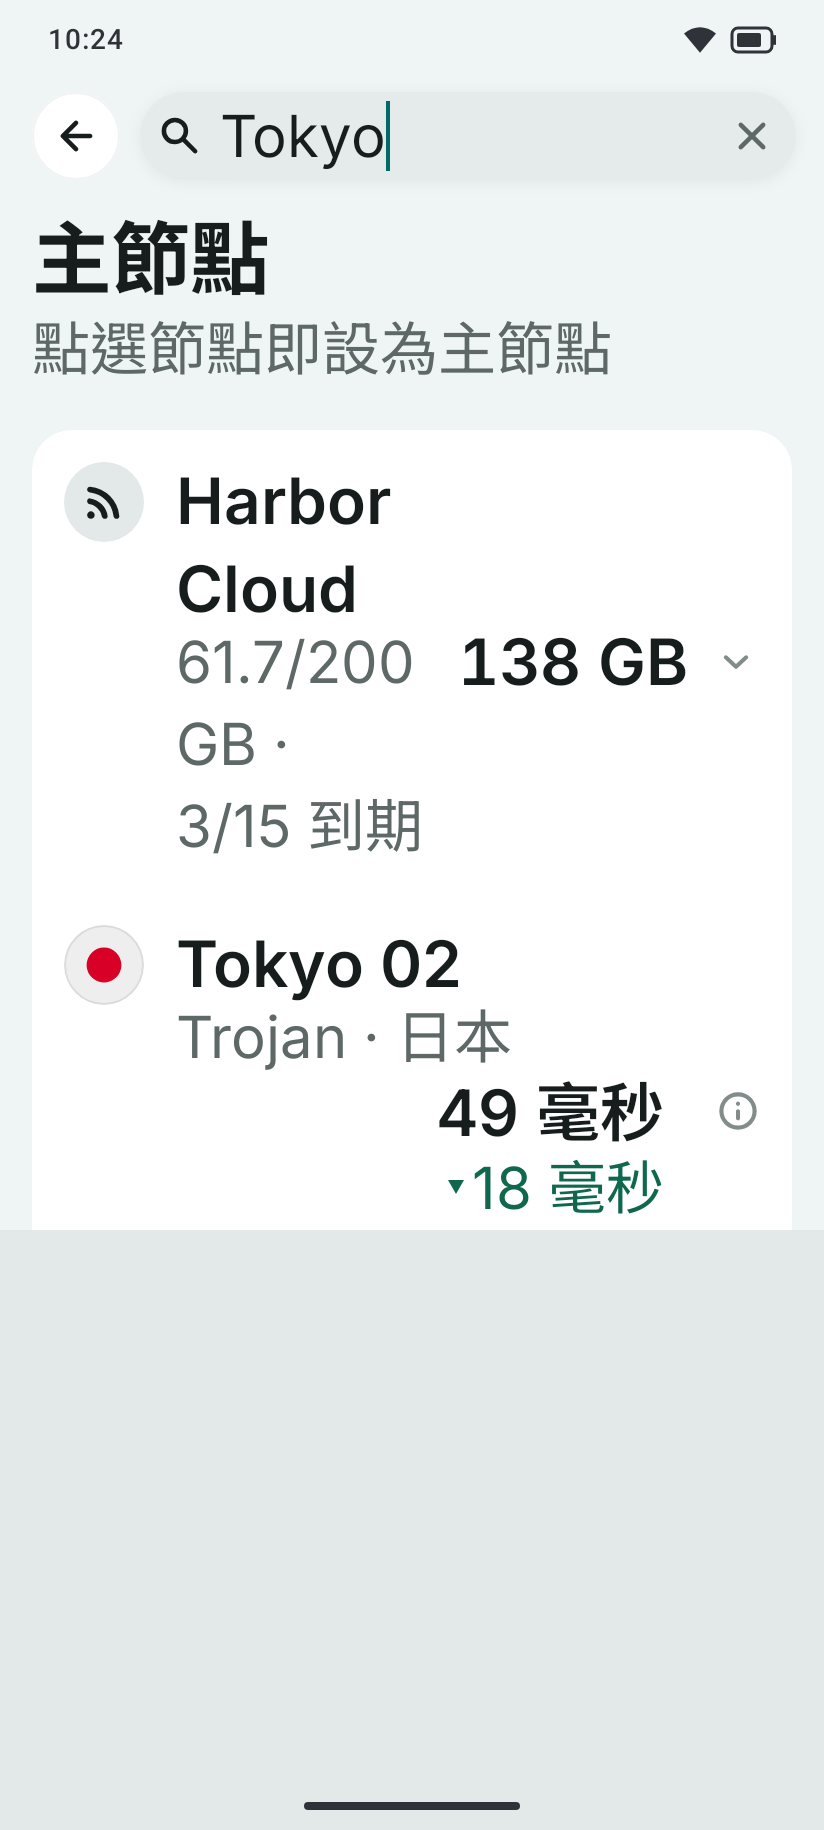 10:24
Tokyo
主節點
點選節點即設為主節點
Harbor
Cloud
61.7/200
GB ·
3/15 到期
138 GB
Tokyo 02
Trojan · 日本
49 毫秒
▼18 毫秒